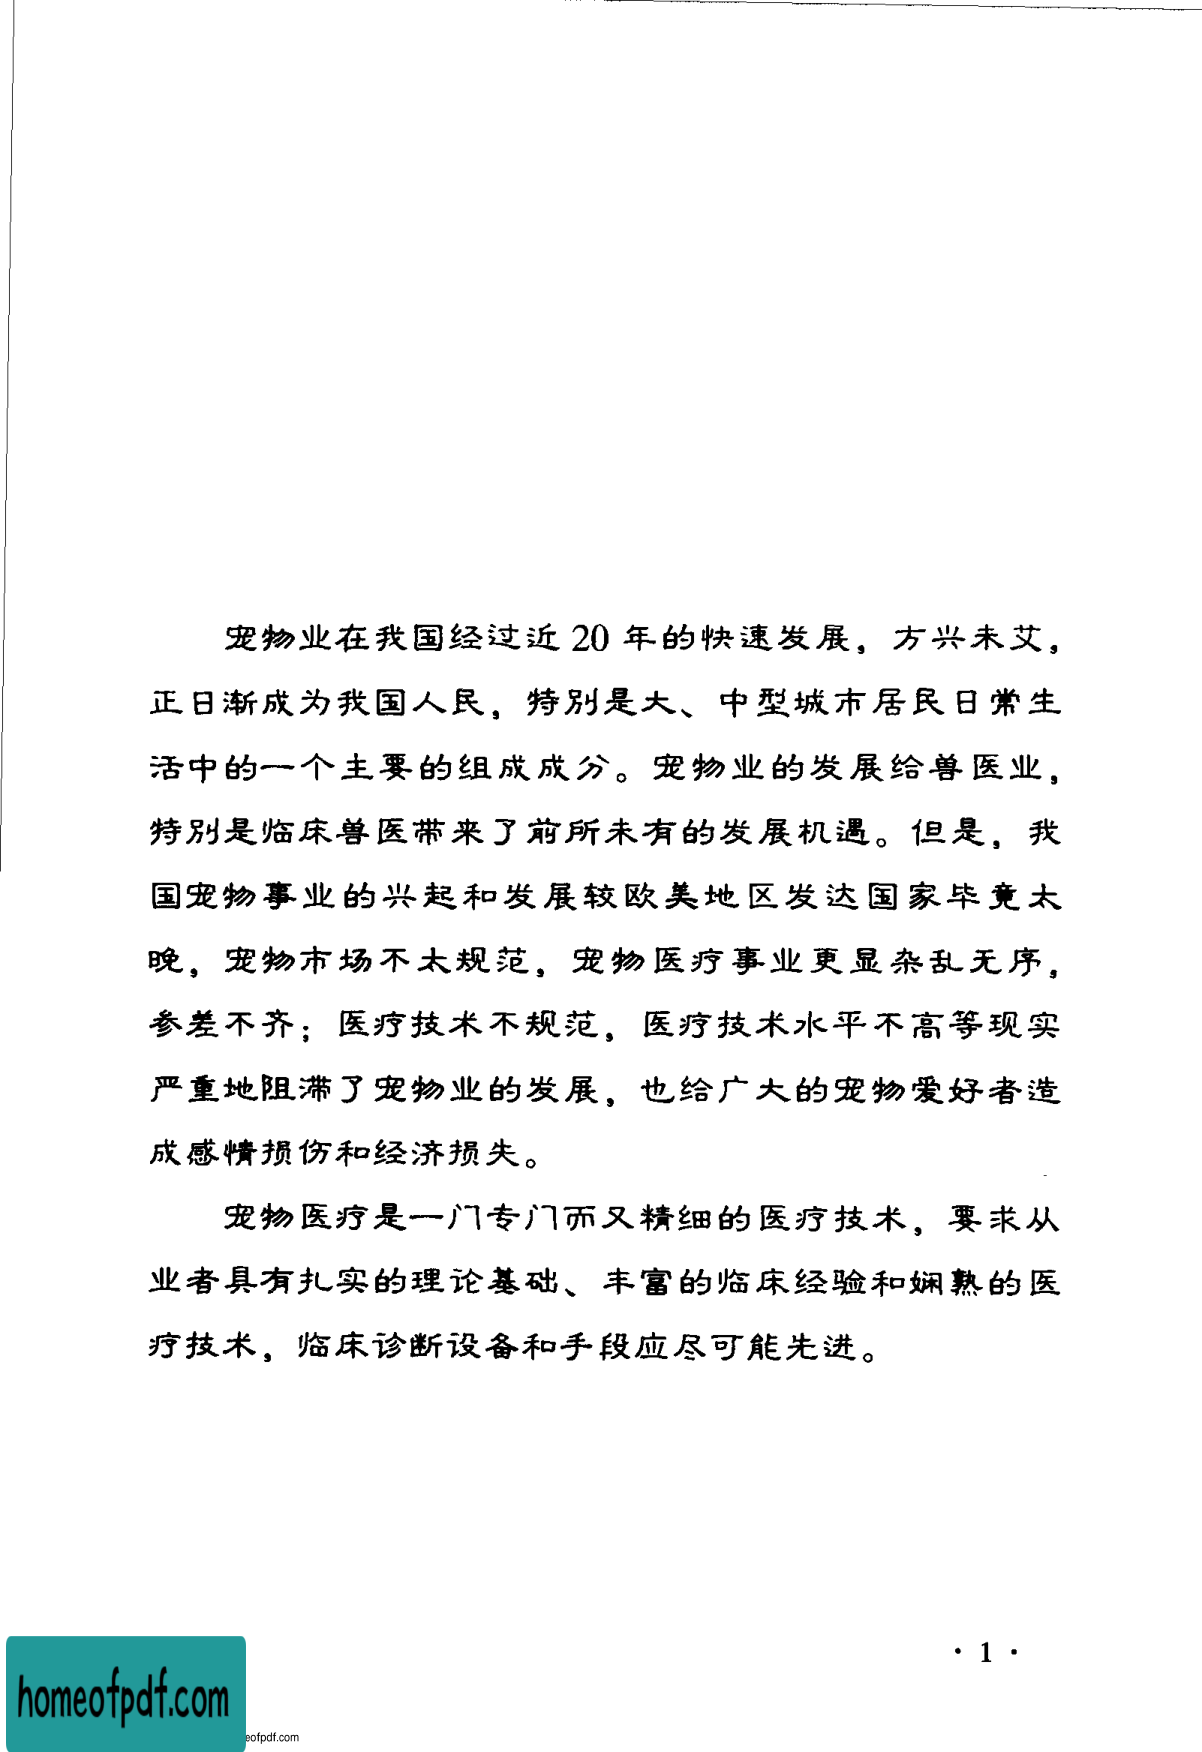 宠物业在我国经过近20年的快速发展，方兴未艾，
正日渐成为我国人民，特别是大、中型城市居民日常生
活中的一个主要的组成成分。宠物业的发展给兽医业，
特别是临床兽医带来了前所未有的发展机遇。但是，我
国宠物事业的兴起和发展较欧美地区发达国家毕竟太
晚，宠物市场不太规范，宠物医疗事业更显杂乱无序，
参差不齐；医疗技术不规范，医疗技术水平不高等现实
严重地阻滞了宠物业的发展，也给广大的宠物爱好者造
成感情损伤和经济损失。
宠物医疗是一门专门而又精细的医疗技术，要求从
业者具有扎实的理论基础、丰富的临床经验和娴熟的医
疗技术，临床诊断设备和手段应尽可能先进。
· 1 ·
homeofpdf.com
eofpdf.com